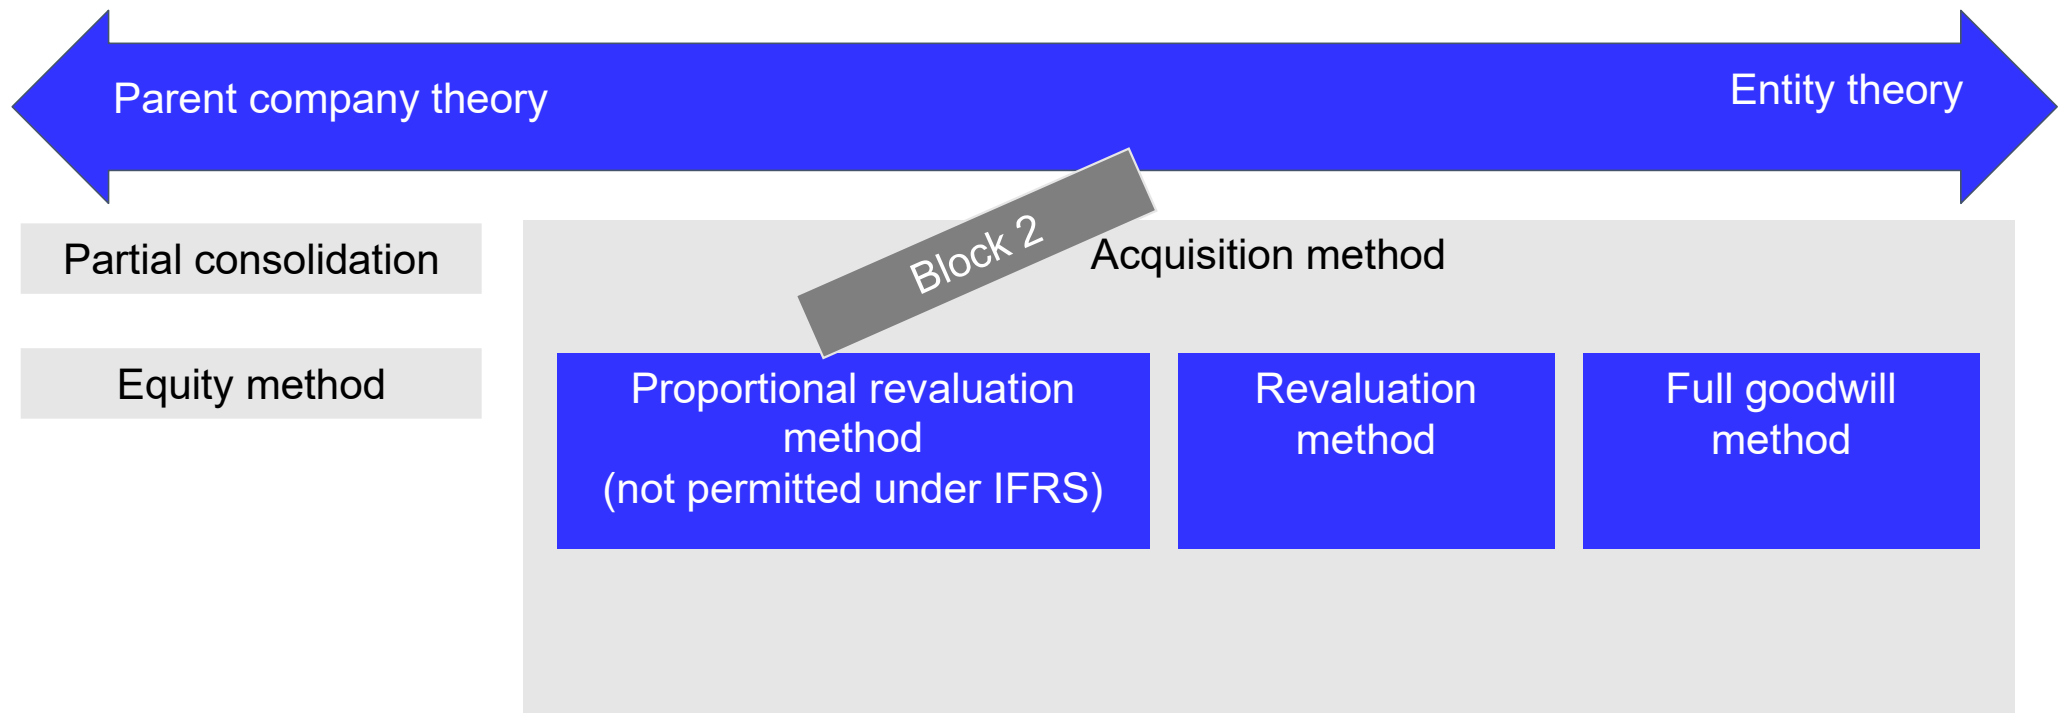 Parent company theory
Entity theory
Partial consolidation
Equity method
Block 2
Acquisition method
Proportional revaluation
method
(not permitted under IFRS)
Revaluation
method
Full goodwill
method